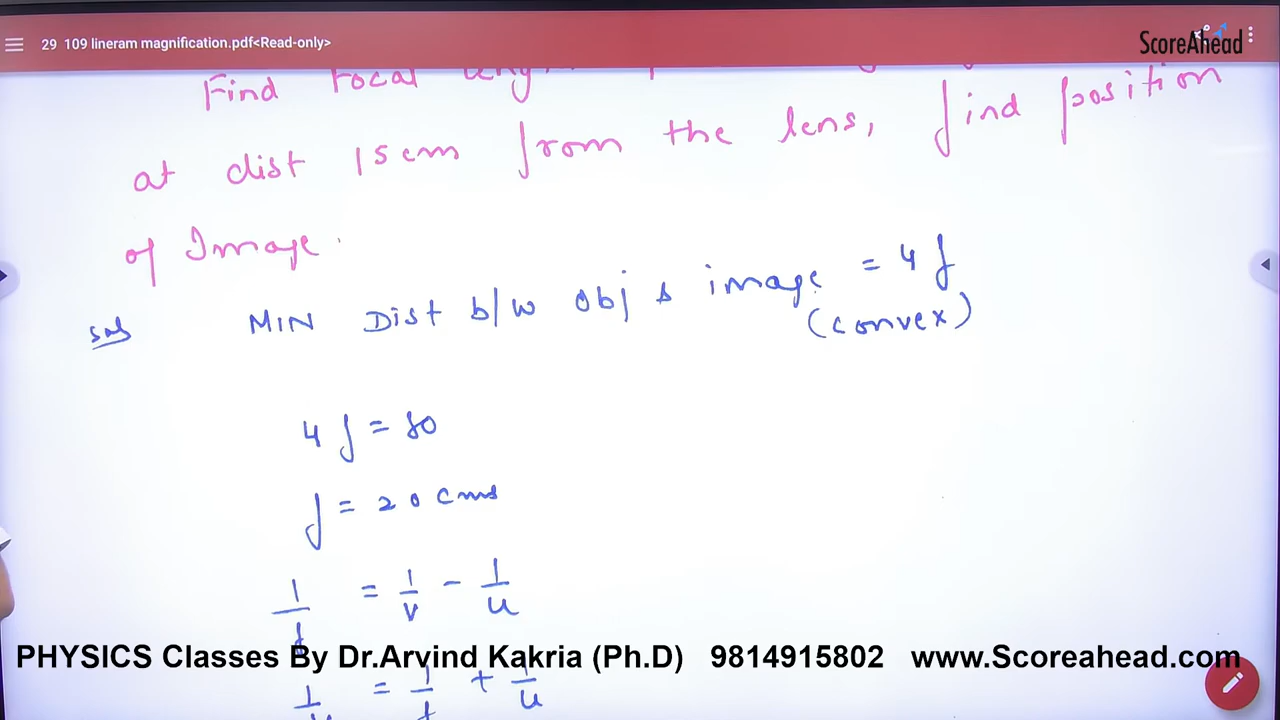 29 109 lineram magnification.pdf<Read-only>
ScoreAhead
Find Focal
at dist 15cm from the lens, find position
of Image.
Sol MIN Dist b/w obj & image = 4f
(convex)
4f = 80
f = 20 cms
1/f = 1/v - 1/u
PHYSICS Classes By Dr.Arvind Kakria (Ph.D) 9814915802 www.Scoreahead.com
= 1/f + 1/u